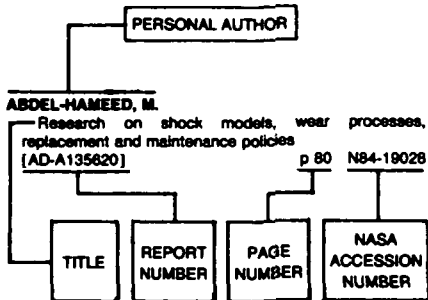 PERSONAL AUTHOR
ABDEL-HAMEED, M.
Research on shock models, wear processes,
replacement and maintenance policies
[AD-A135620] p 80 N84-19028
TITLE
REPORT
NUMBER
PAGE
NUMBER
NASA
ACCESSION
NUMBER